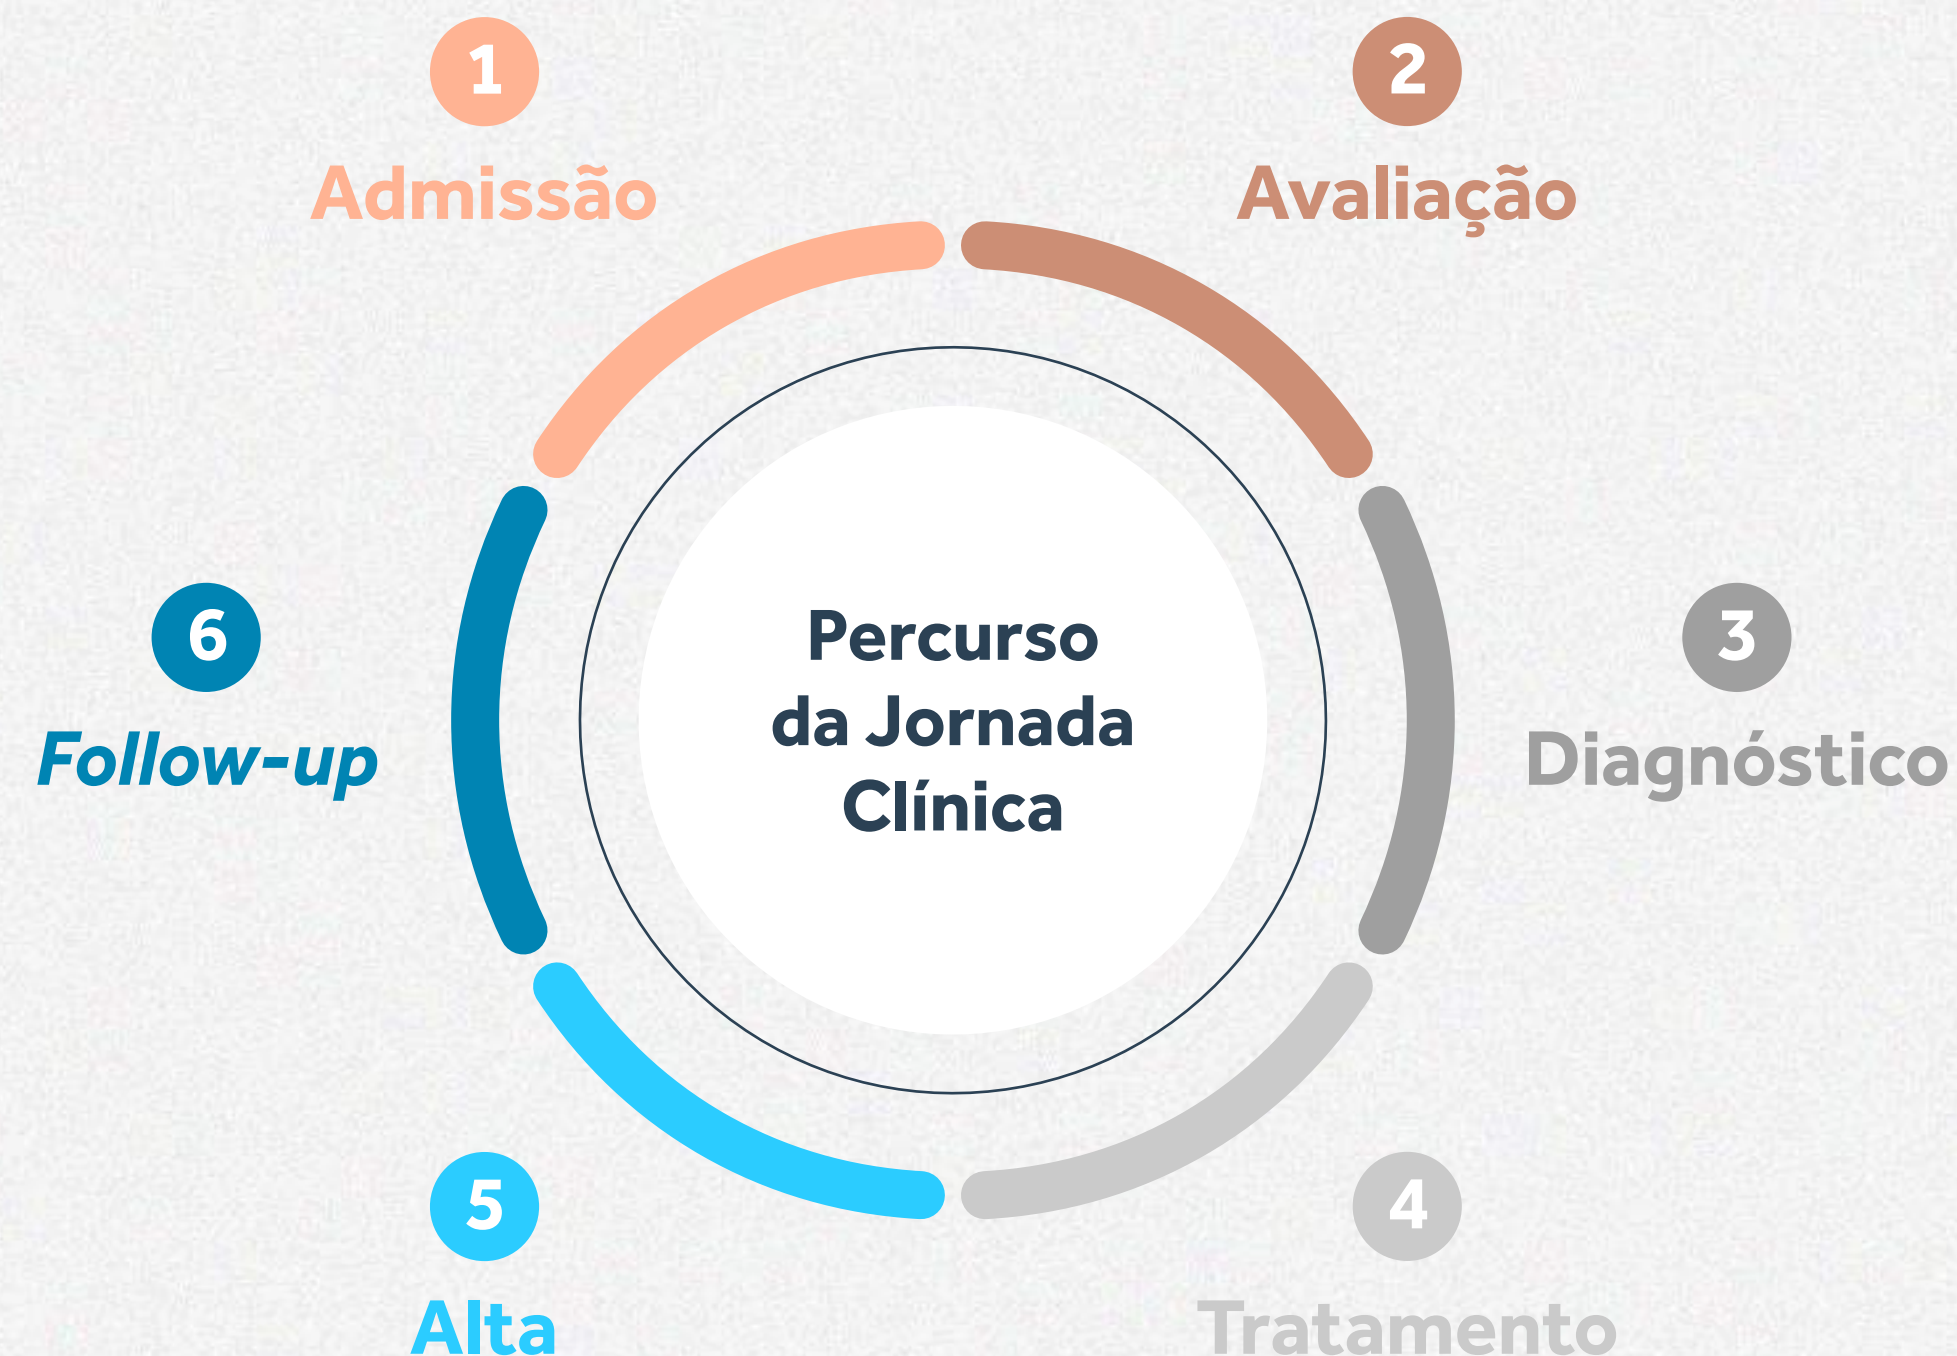 1
Admissão
2
Avaliação
3
Diagnóstico
4
Tratamento
5
Alta
6
Follow-up
Percurso
da Jornada
Clínica